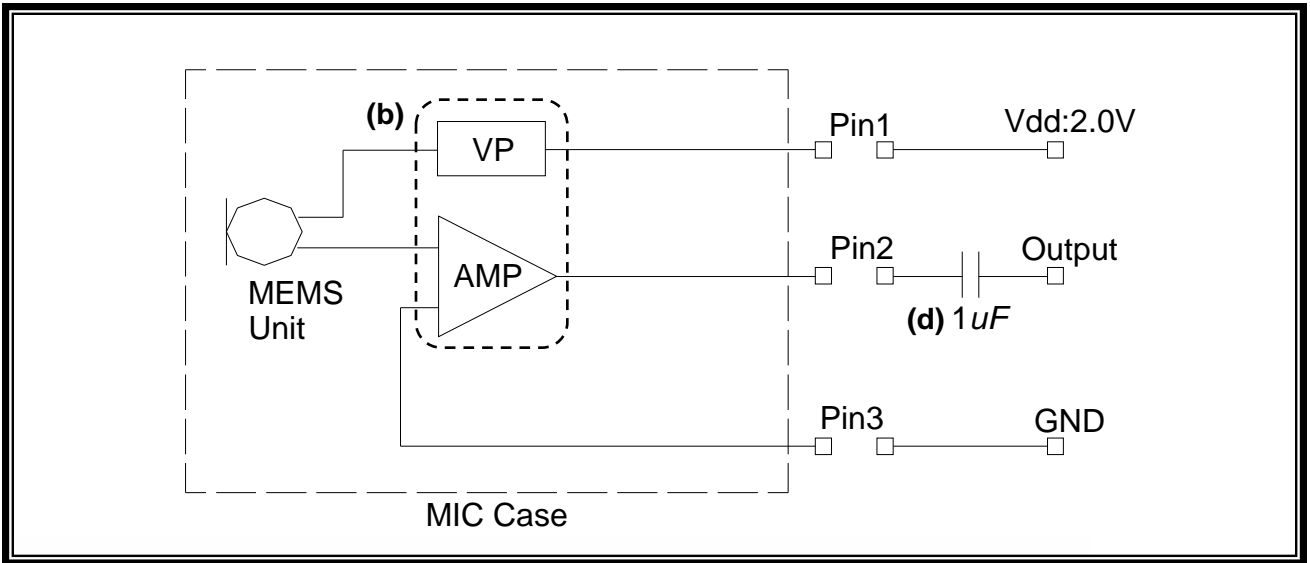 (b)
VP
Pin1
Vdd:2.0V
MEMS
Unit
AMP
Pin2
Output
(d) 1uF
Pin3
GND
MIC Case